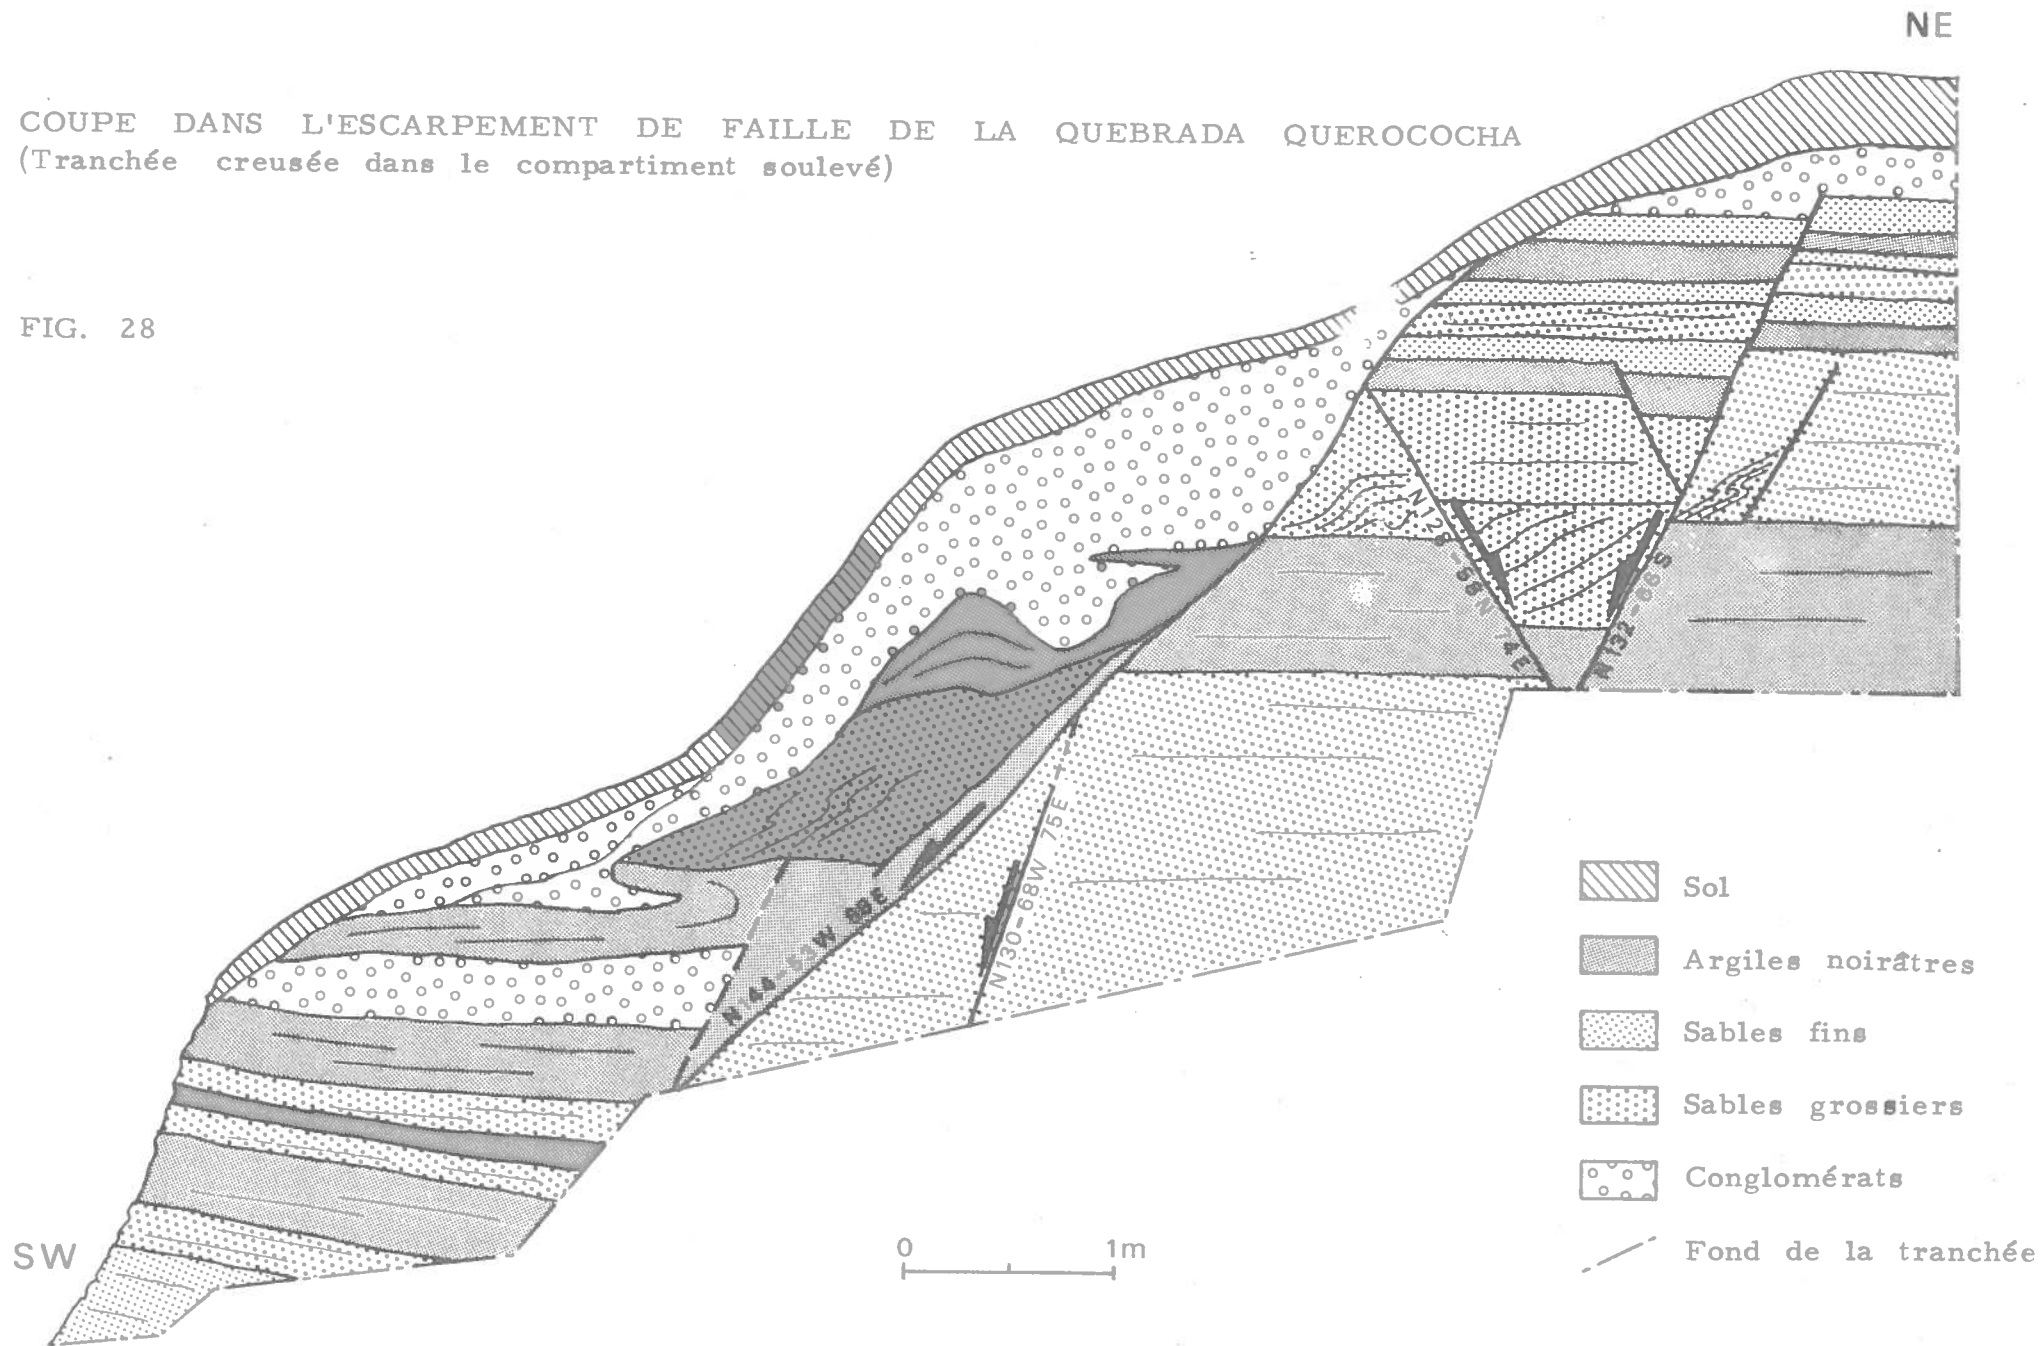 NE
COUPE DANS L'ESCARPEMENT DE FAILLE DE LA QUEBRADA QUEROCOCHA
(Tranchée creusée dans le compartiment soulevé)
FIG. 28
58N 74E
N132-66S
N130-68W 75E
N144-53W 88E
Sol
Argiles noirâtres
Sables fins
Sables grossiers
Conglomérats
Fond de la tranchée
SW
0 1m